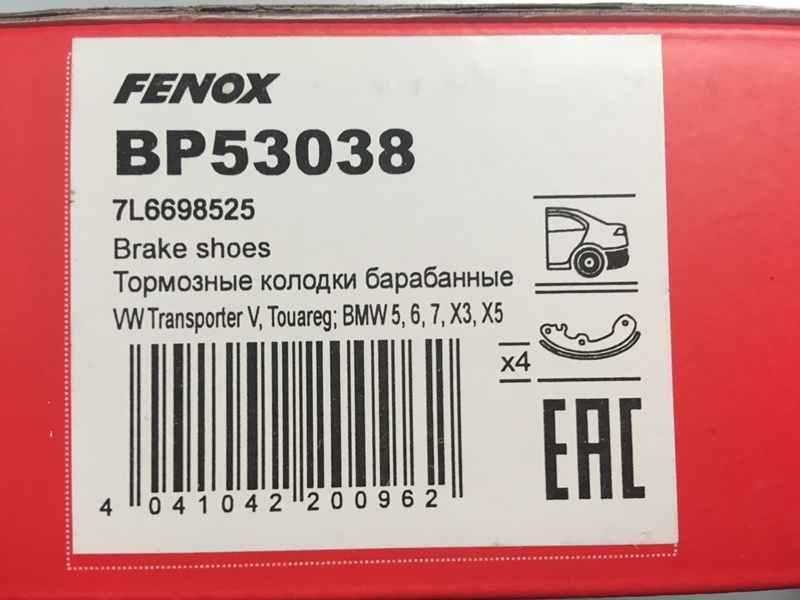 FENOX
BP53038
7L6698525
Brake shoes
Тормозные колодки барабанные
VW Transporter V, Touareg; BMW 5, 6, 7, X3, X5
x4
EAC
4 041042 200962